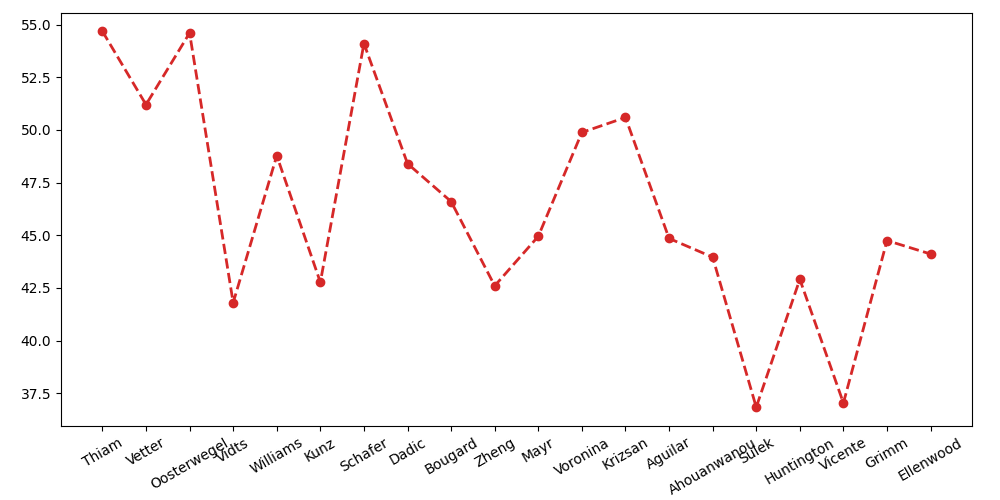 55.0
52.5
50.0
47.5
45.0
42.5
40.0
37.5
Thiam
Vetter
Oosterwegel
Vidts
Williams
Kunz
Schafer
Dadic
Bougard
Zheng
Mayr
Voronina
Krizsan
Aguilar
Ahouanwanou
Sulek
Huntington
Vicente
Grimm
Ellenwood